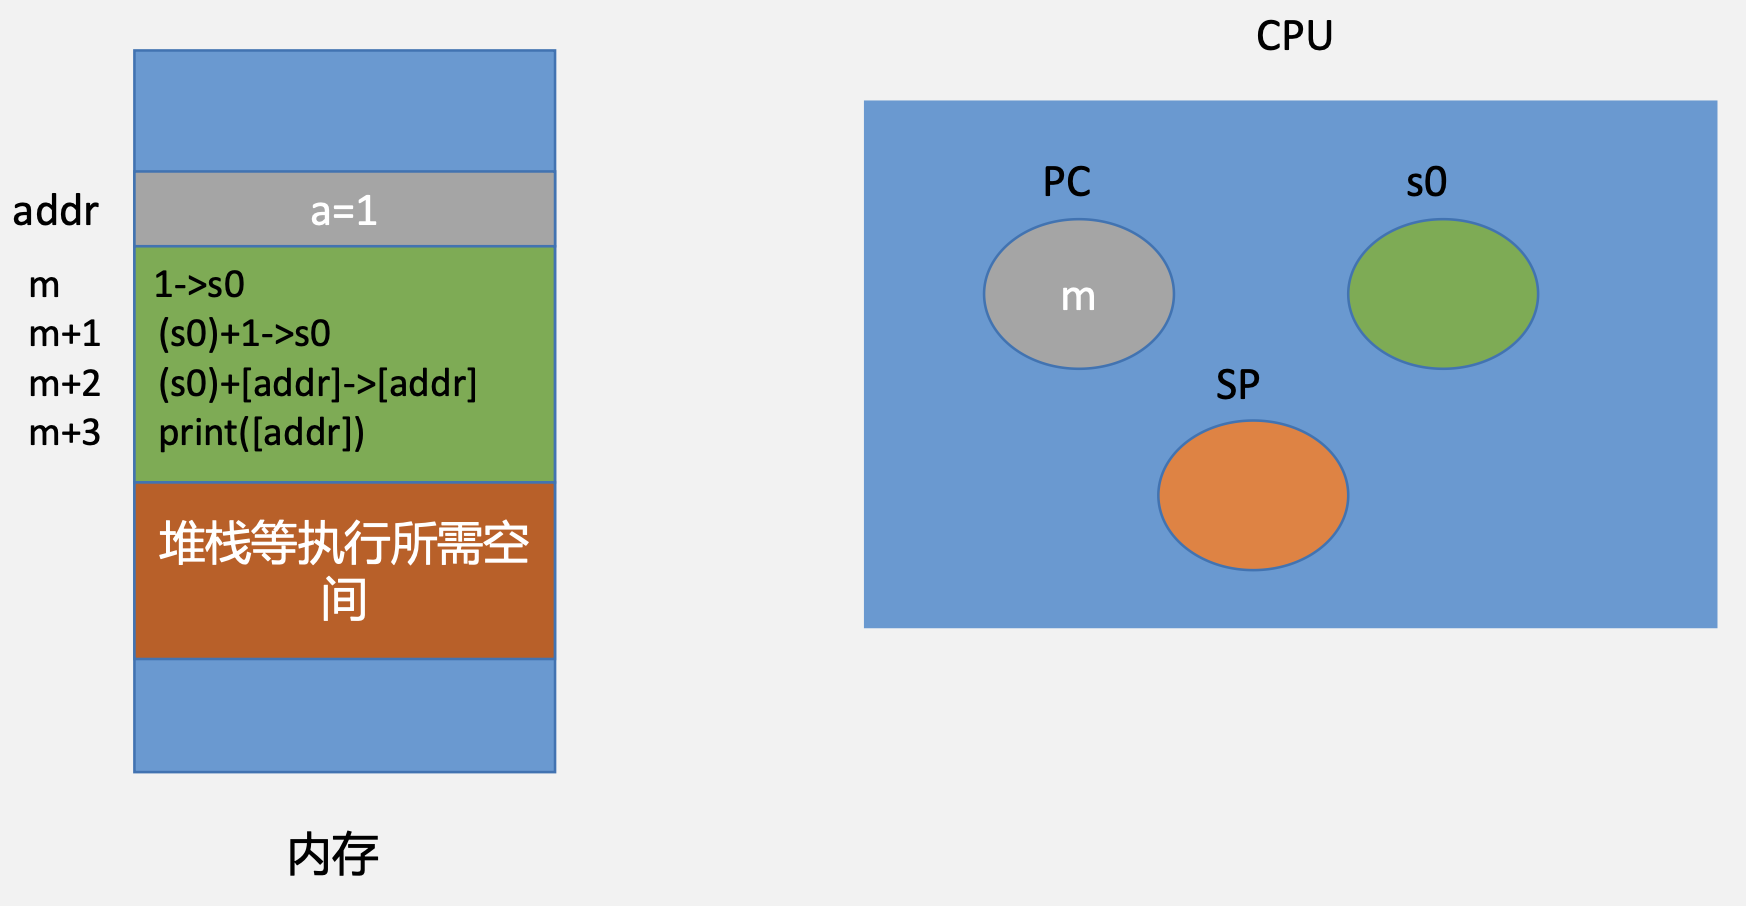 CPU
addr
a=1
m
1->s0
m+1
(s0)+1->s0
m+2
(s0)+[addr]->[addr]
m+3
print([addr])
堆栈等执行所需空
间
内存
PC
s0
m
SP